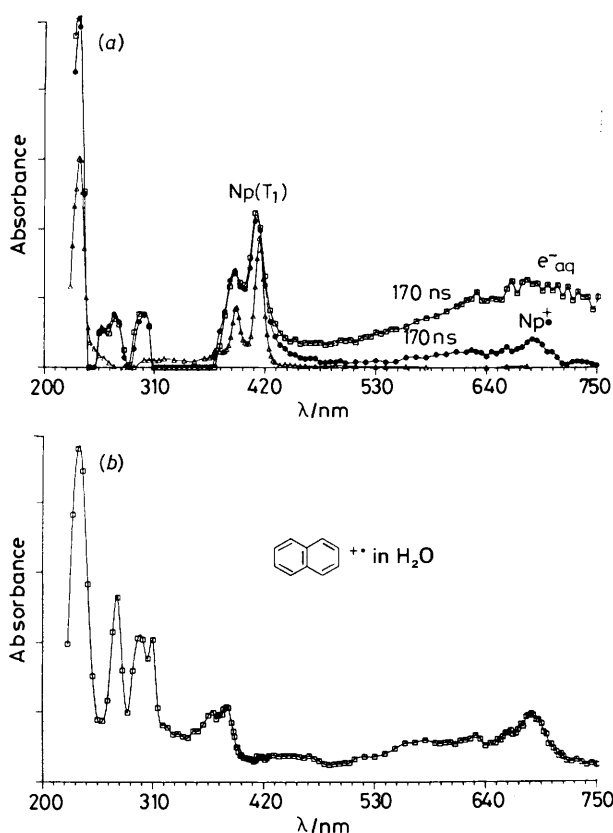 (a)
Absorbance
Np(T₁)
e⁻aq
170 ns
170 ns
Np⁺•
200 310 420 530 640 750
λ/nm
(b)
Absorbance
+• in H₂O
200 310 420 530 640 750
λ/nm